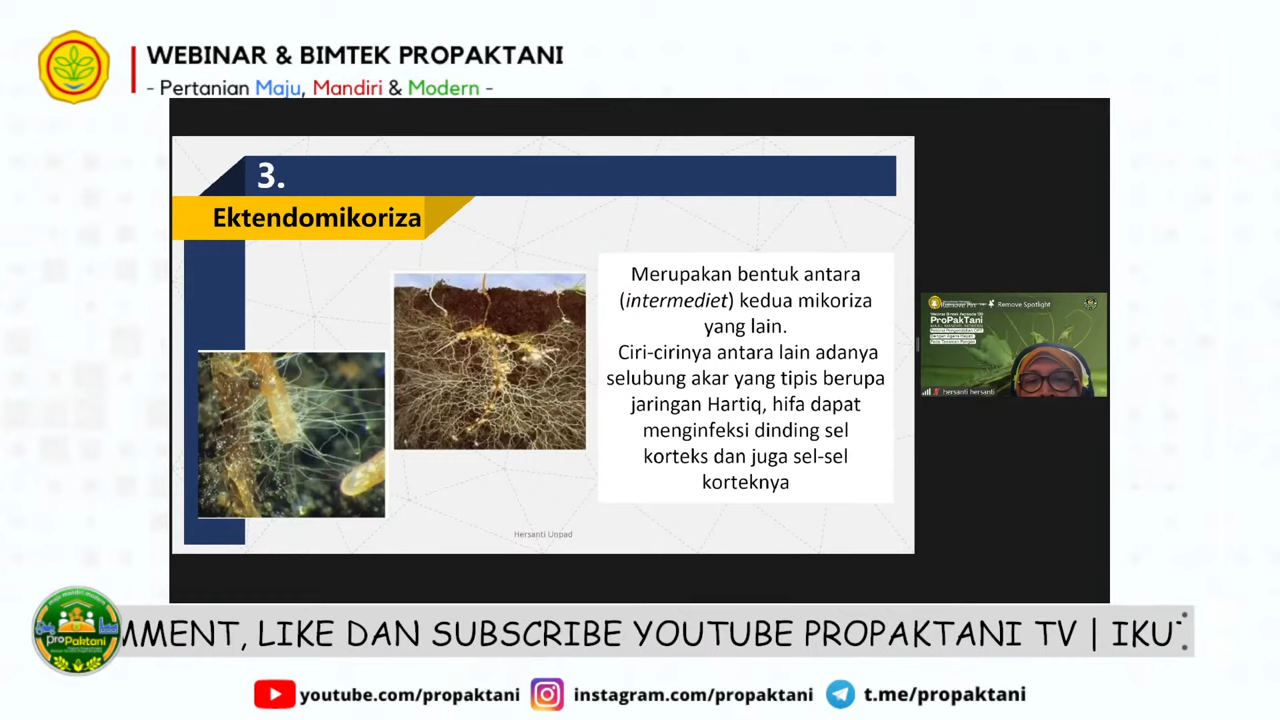 WEBINAR & BIMTEK PROPAKTANI
- Pertanian Maju, Mandiri & Modern -
3.
Ektendomikoriza
Merupakan bentuk antara
(intermediet) kedua mikoriza
yang lain.
Ciri-cirinya antara lain adanya
selubung akar yang tipis berupa
jaringan Hartiq, hifa dapat
menginfeksi dinding sel
korteks dan juga sel-sel
korteknya
Hersanti Unpad
Remove Spotlight
ProPakTani
hersanti hersanti
proPaktani
MMENT, LIKE DAN SUBSCRIBE YOUTUBE PROPAKTANI TV | IKUT
youtube.com/propaktani
instagram.com/propaktani
t.me/propaktani